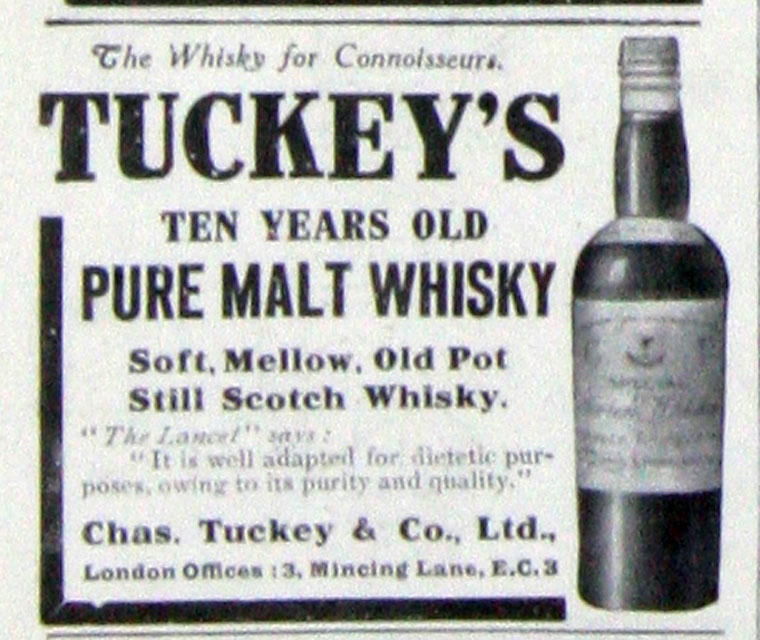 The Whisky for Connoisseurs.
TUCKEY'S
TEN YEARS OLD
PURE MALT WHISKY
Soft, Mellow, Old Pot
Still Scotch Whisky.
"The Lancet" says:
"It is well adapted for dietetic pur-
poses, owing to its purity and quality."
Chas. Tuckey & Co., Ltd.,
London Offices : 3, Mincing Lane, E.C.3
SPECIAL